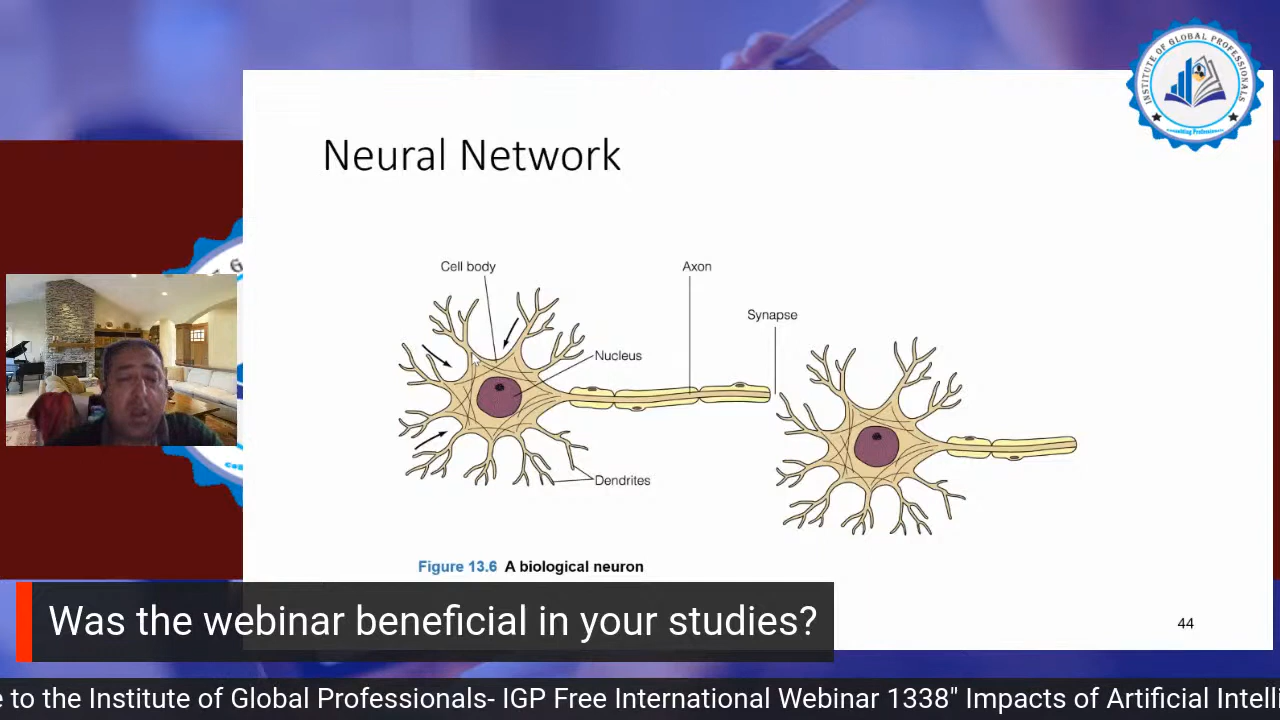 INSTITUTE OF GLOBAL PROFESSIONALS
Neural Network
Cell body
Axon
Synapse
Nucleus
Dendrites
Figure 13.6 A biological neuron
Was the webinar beneficial in your studies?
44
e to the Institute of Global Professionals- IGP Free International Webinar 1338" Impacts of Artificial Intelli